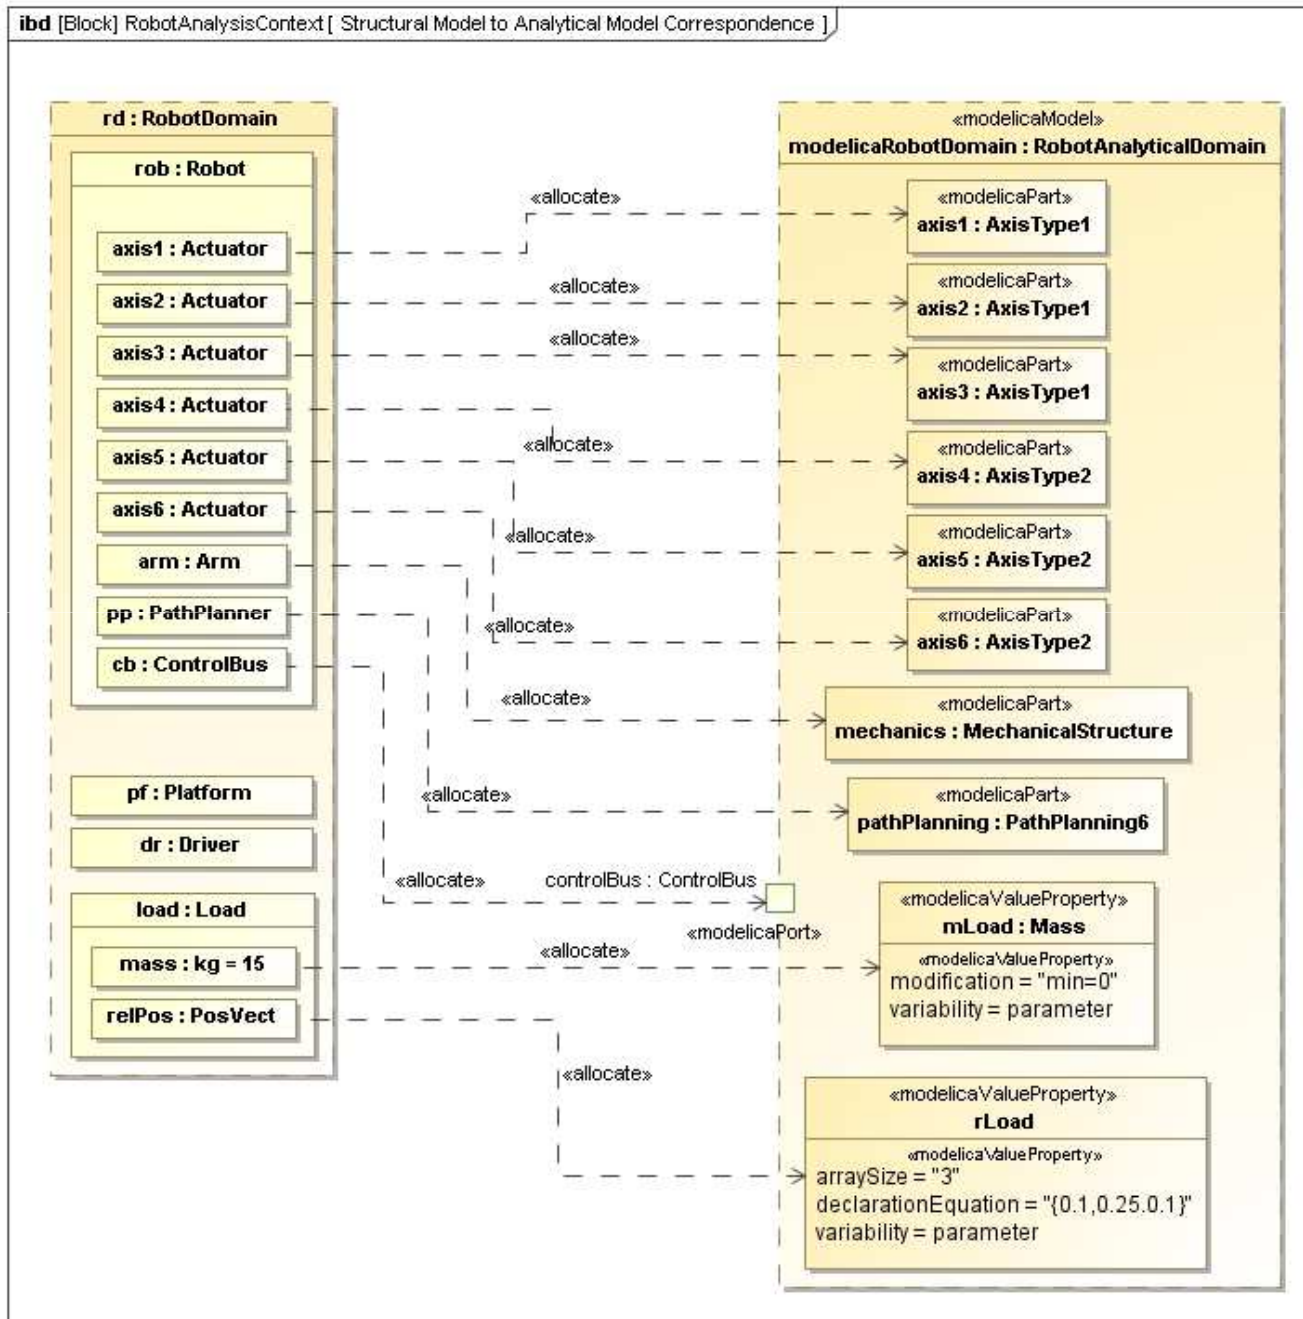 ibd [Block] RobotAnalysisContext [ Structural Model to Analytical Model Correspondence ]
rd : RobotDomain
rob : Robot
axis1 : Actuator
axis2 : Actuator
axis3 : Actuator
axis4 : Actuator
axis5 : Actuator
axis6 : Actuator
arm : Arm
pp : PathPlanner
cb : ControlBus
pf : Platform
dr : Driver
load : Load
mass : kg = 15
relPos : PosVect
«allocate»
«allocate»
«allocate»
«allocate»
«allocate»
«allocate»
«allocate»
«allocate»
«allocate»
controlBus : ControlBus
«modelicaPort»
«allocate»
«allocate»
«modelicaModel»
modelicaRobotDomain : RobotAnalyticalDomain
«modelicaPart»
axis1 : AxisType1
«modelicaPart»
axis2 : AxisType1
«modelicaPart»
axis3 : AxisType1
«modelicaPart»
axis4 : AxisType2
«modelicaPart»
axis5 : AxisType2
«modelicaPart»
axis6 : AxisType2
«modelicaPart»
mechanics : MechanicalStructure
«modelicaPart»
pathPlanning : PathPlanning6
«modelicaValueProperty»
mLoad : Mass
«modelicaValueProperty»
modification = "min=0"
variability = parameter
«modelicaValueProperty»
rLoad
«modelicaValueProperty»
arraySize = "3"
declarationEquation = "{0.1,0.25.0.1}"
variability = parameter